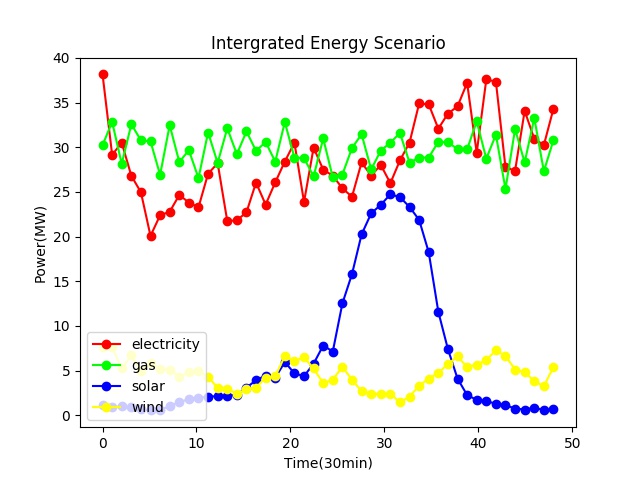 Intergrated Energy Scenario
Power(MW)
40
35
30
25
20
15
10
5
0
electricity
gas
solar
wind
0 10 20 30 40 50
Time(30min)